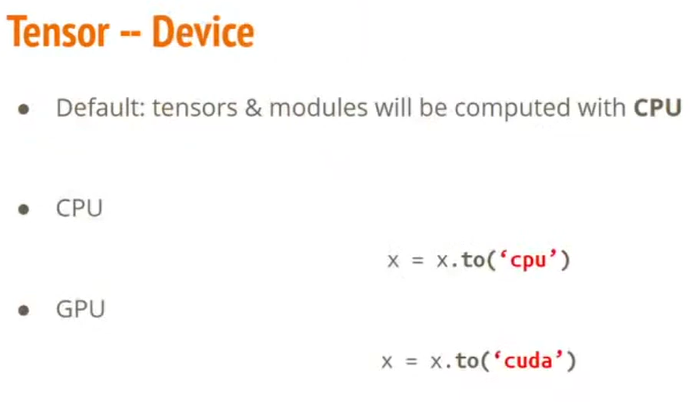 Tensor -- Device
● Default: tensors & modules will be computed with CPU
● CPU
x = x.to(‘cpu’)
● GPU
x = x.to(‘cuda’)